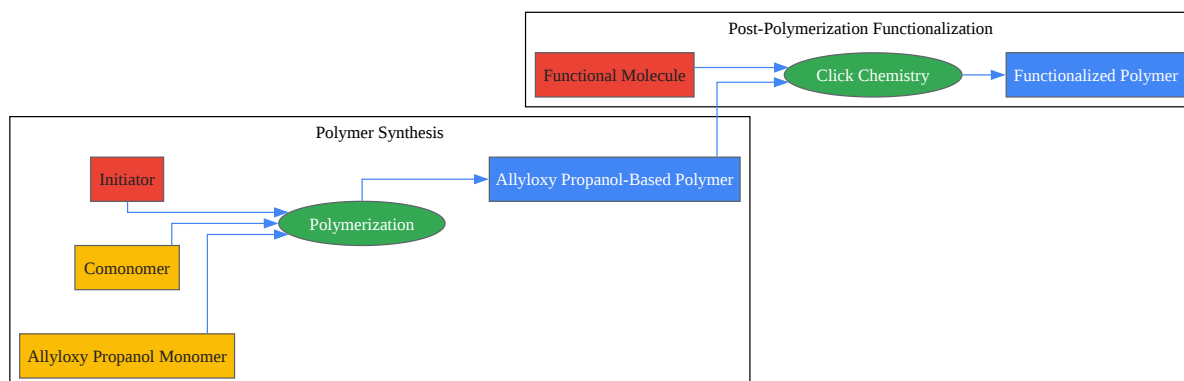 Post-Polymerization Functionalization
Functional Molecule
Click Chemistry
Functionalized Polymer
Polymer Synthesis
Initiator
Allyloxy Propanol-Based Polymer
Polymerization
Comonomer
Allyloxy Propanol Monomer